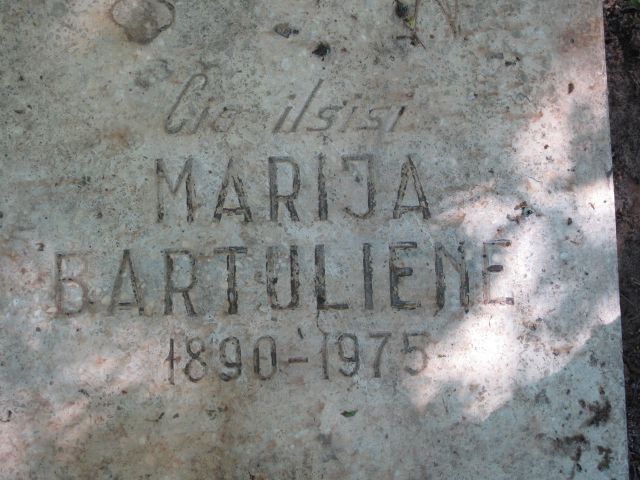 Čia ilsisi
MARIJA
BARTULIENE
1890-1975